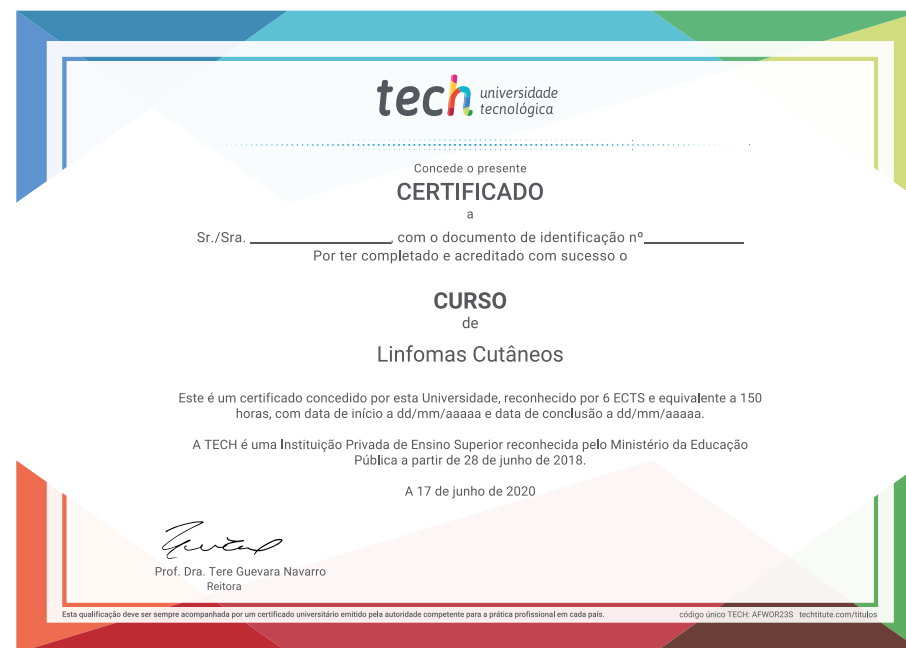 tech universidade
tecnológica
Concede o presente
CERTIFICADO
a
Sr./Sra. ____________________, com o documento de identificação nº______________
Por ter completado e acreditado com sucesso o
CURSO
de
Linfomas Cutâneos
Este é um certificado concedido por esta Universidade, reconhecido por 6 ECTS e equivalente a 150
horas, com data de início a dd/mm/aaaaa e data de conclusão a dd/mm/aaaaa.
A TECH é uma Instituição Privada de Ensino Superior reconhecida pelo Ministério da Educação
Pública a partir de 28 de junho de 2018.
A 17 de junho de 2020
Prof. Dra. Tere Guevara Navarro
Reitora
Esta qualificação deve ser sempre acompanhada por um certificado universitário emitido pela autoridade competente para a prática profissional em cada país. código único TECH: AFWOR23S techtitute.com/titulos